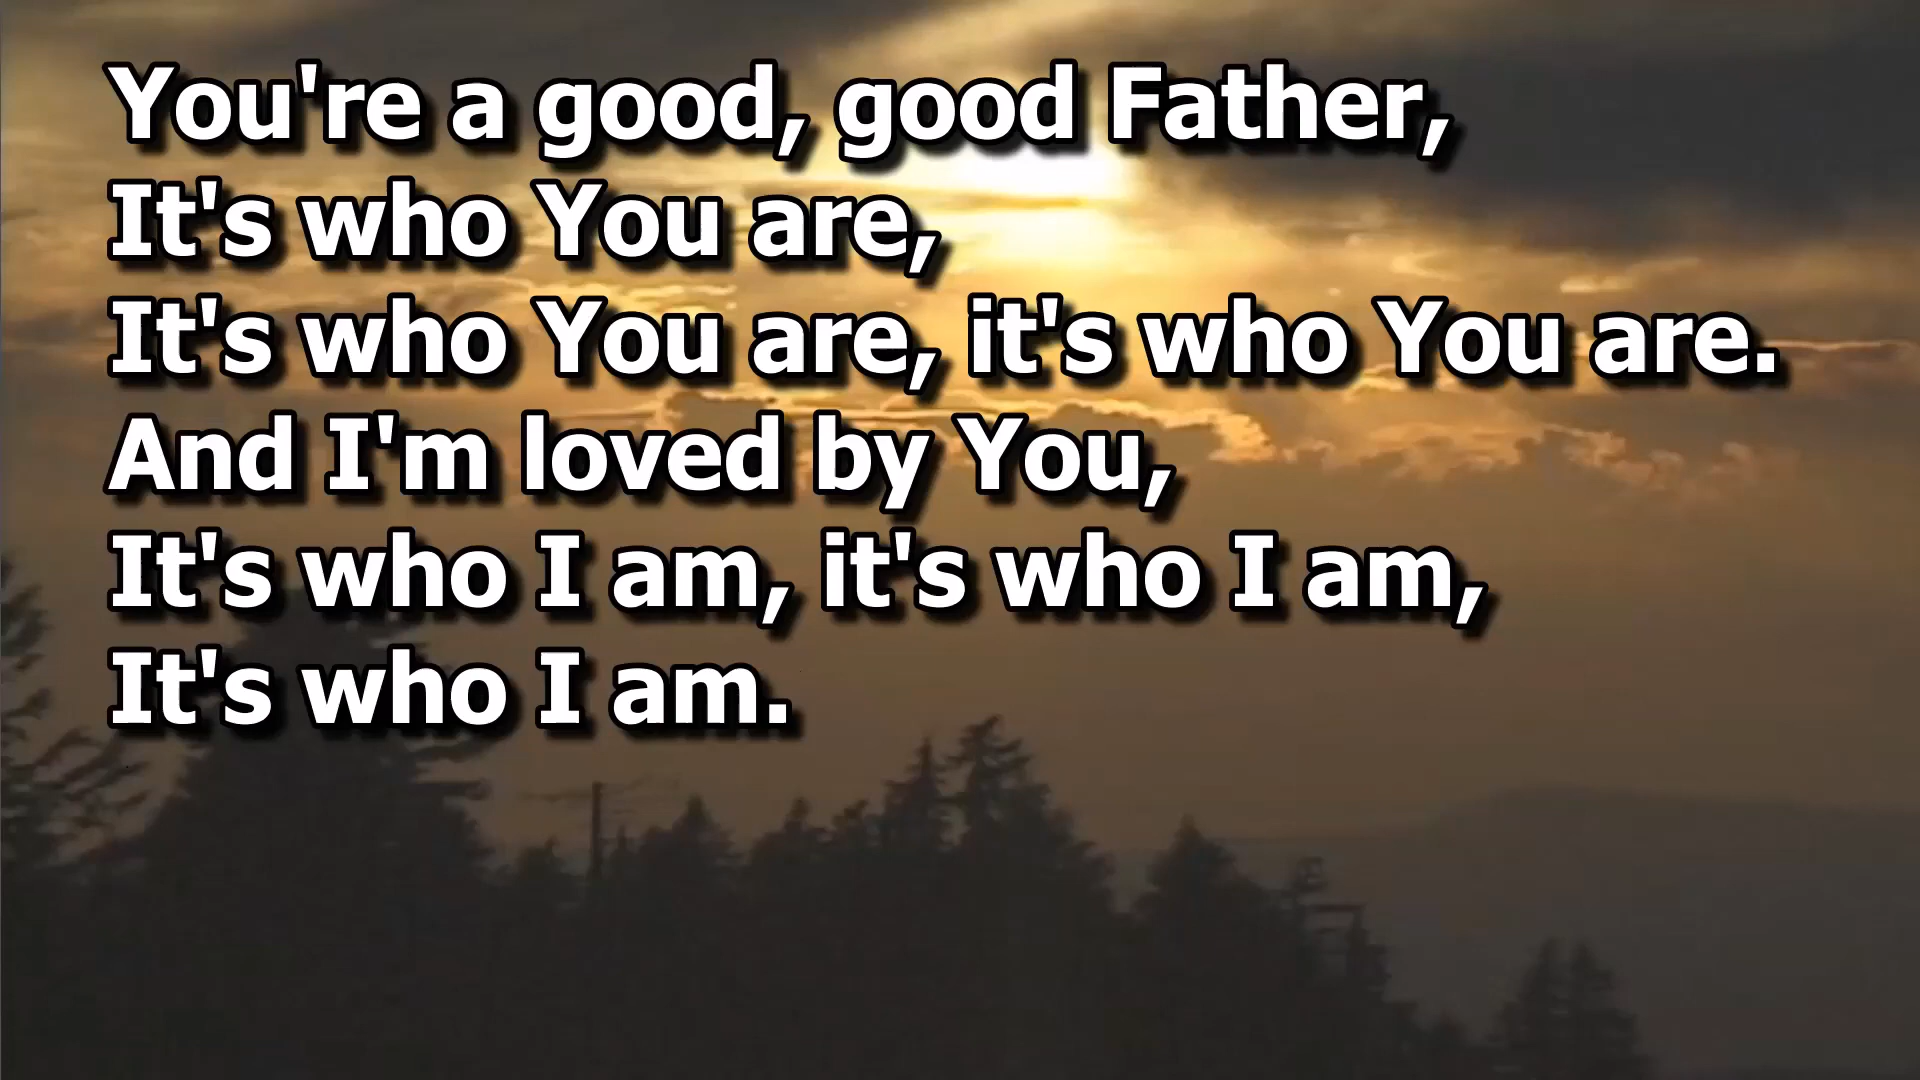 You're a good, good Father,
It's who You are,
It's who You are, it's who You are.
And I'm loved by You,
It's who I am, it's who I am,
It's who I am.